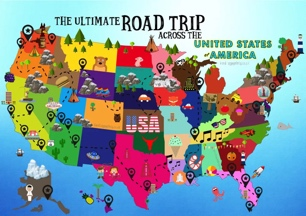 THE ULTIMATE ROAD TRIP
ACROSS THE
UNITED STATES
OF
AMERICA
USA